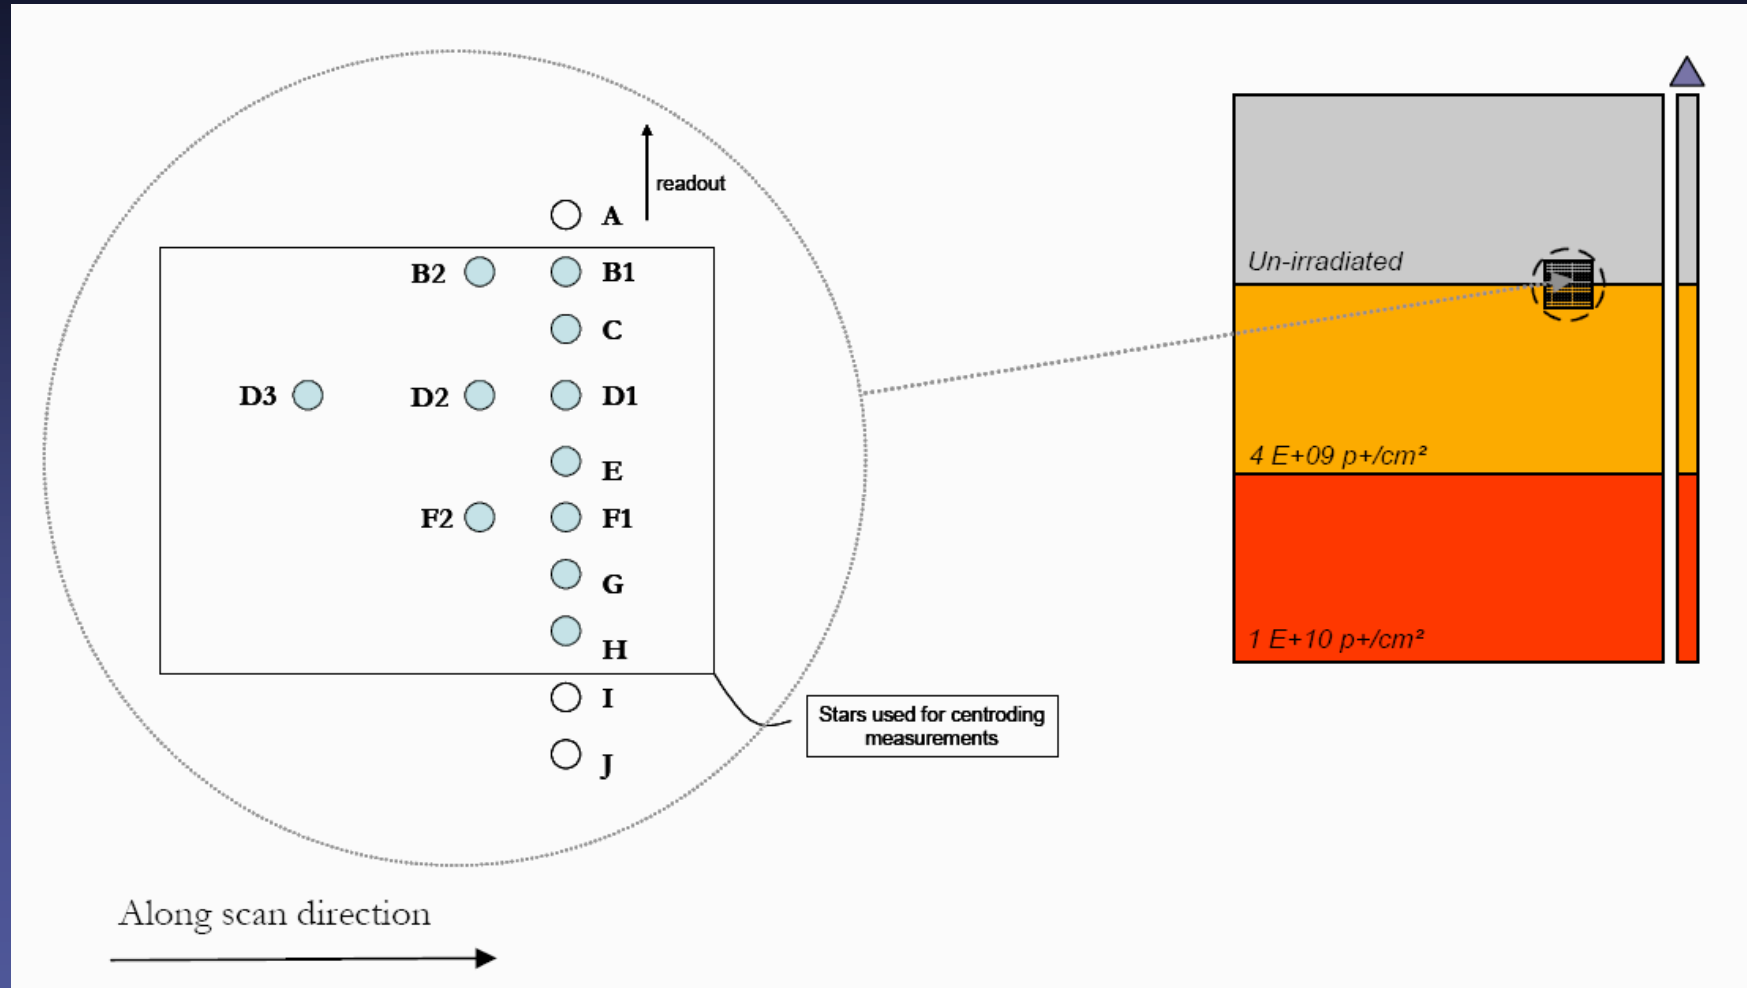 readout
A
B2
B1
C
D3
D2
D1
E
F2
F1
G
H
I
J
Stars used for centroding
measurements
Along scan direction
Un-irradiated
4 E+09 p+/cm²
1 E+10 p+/cm²